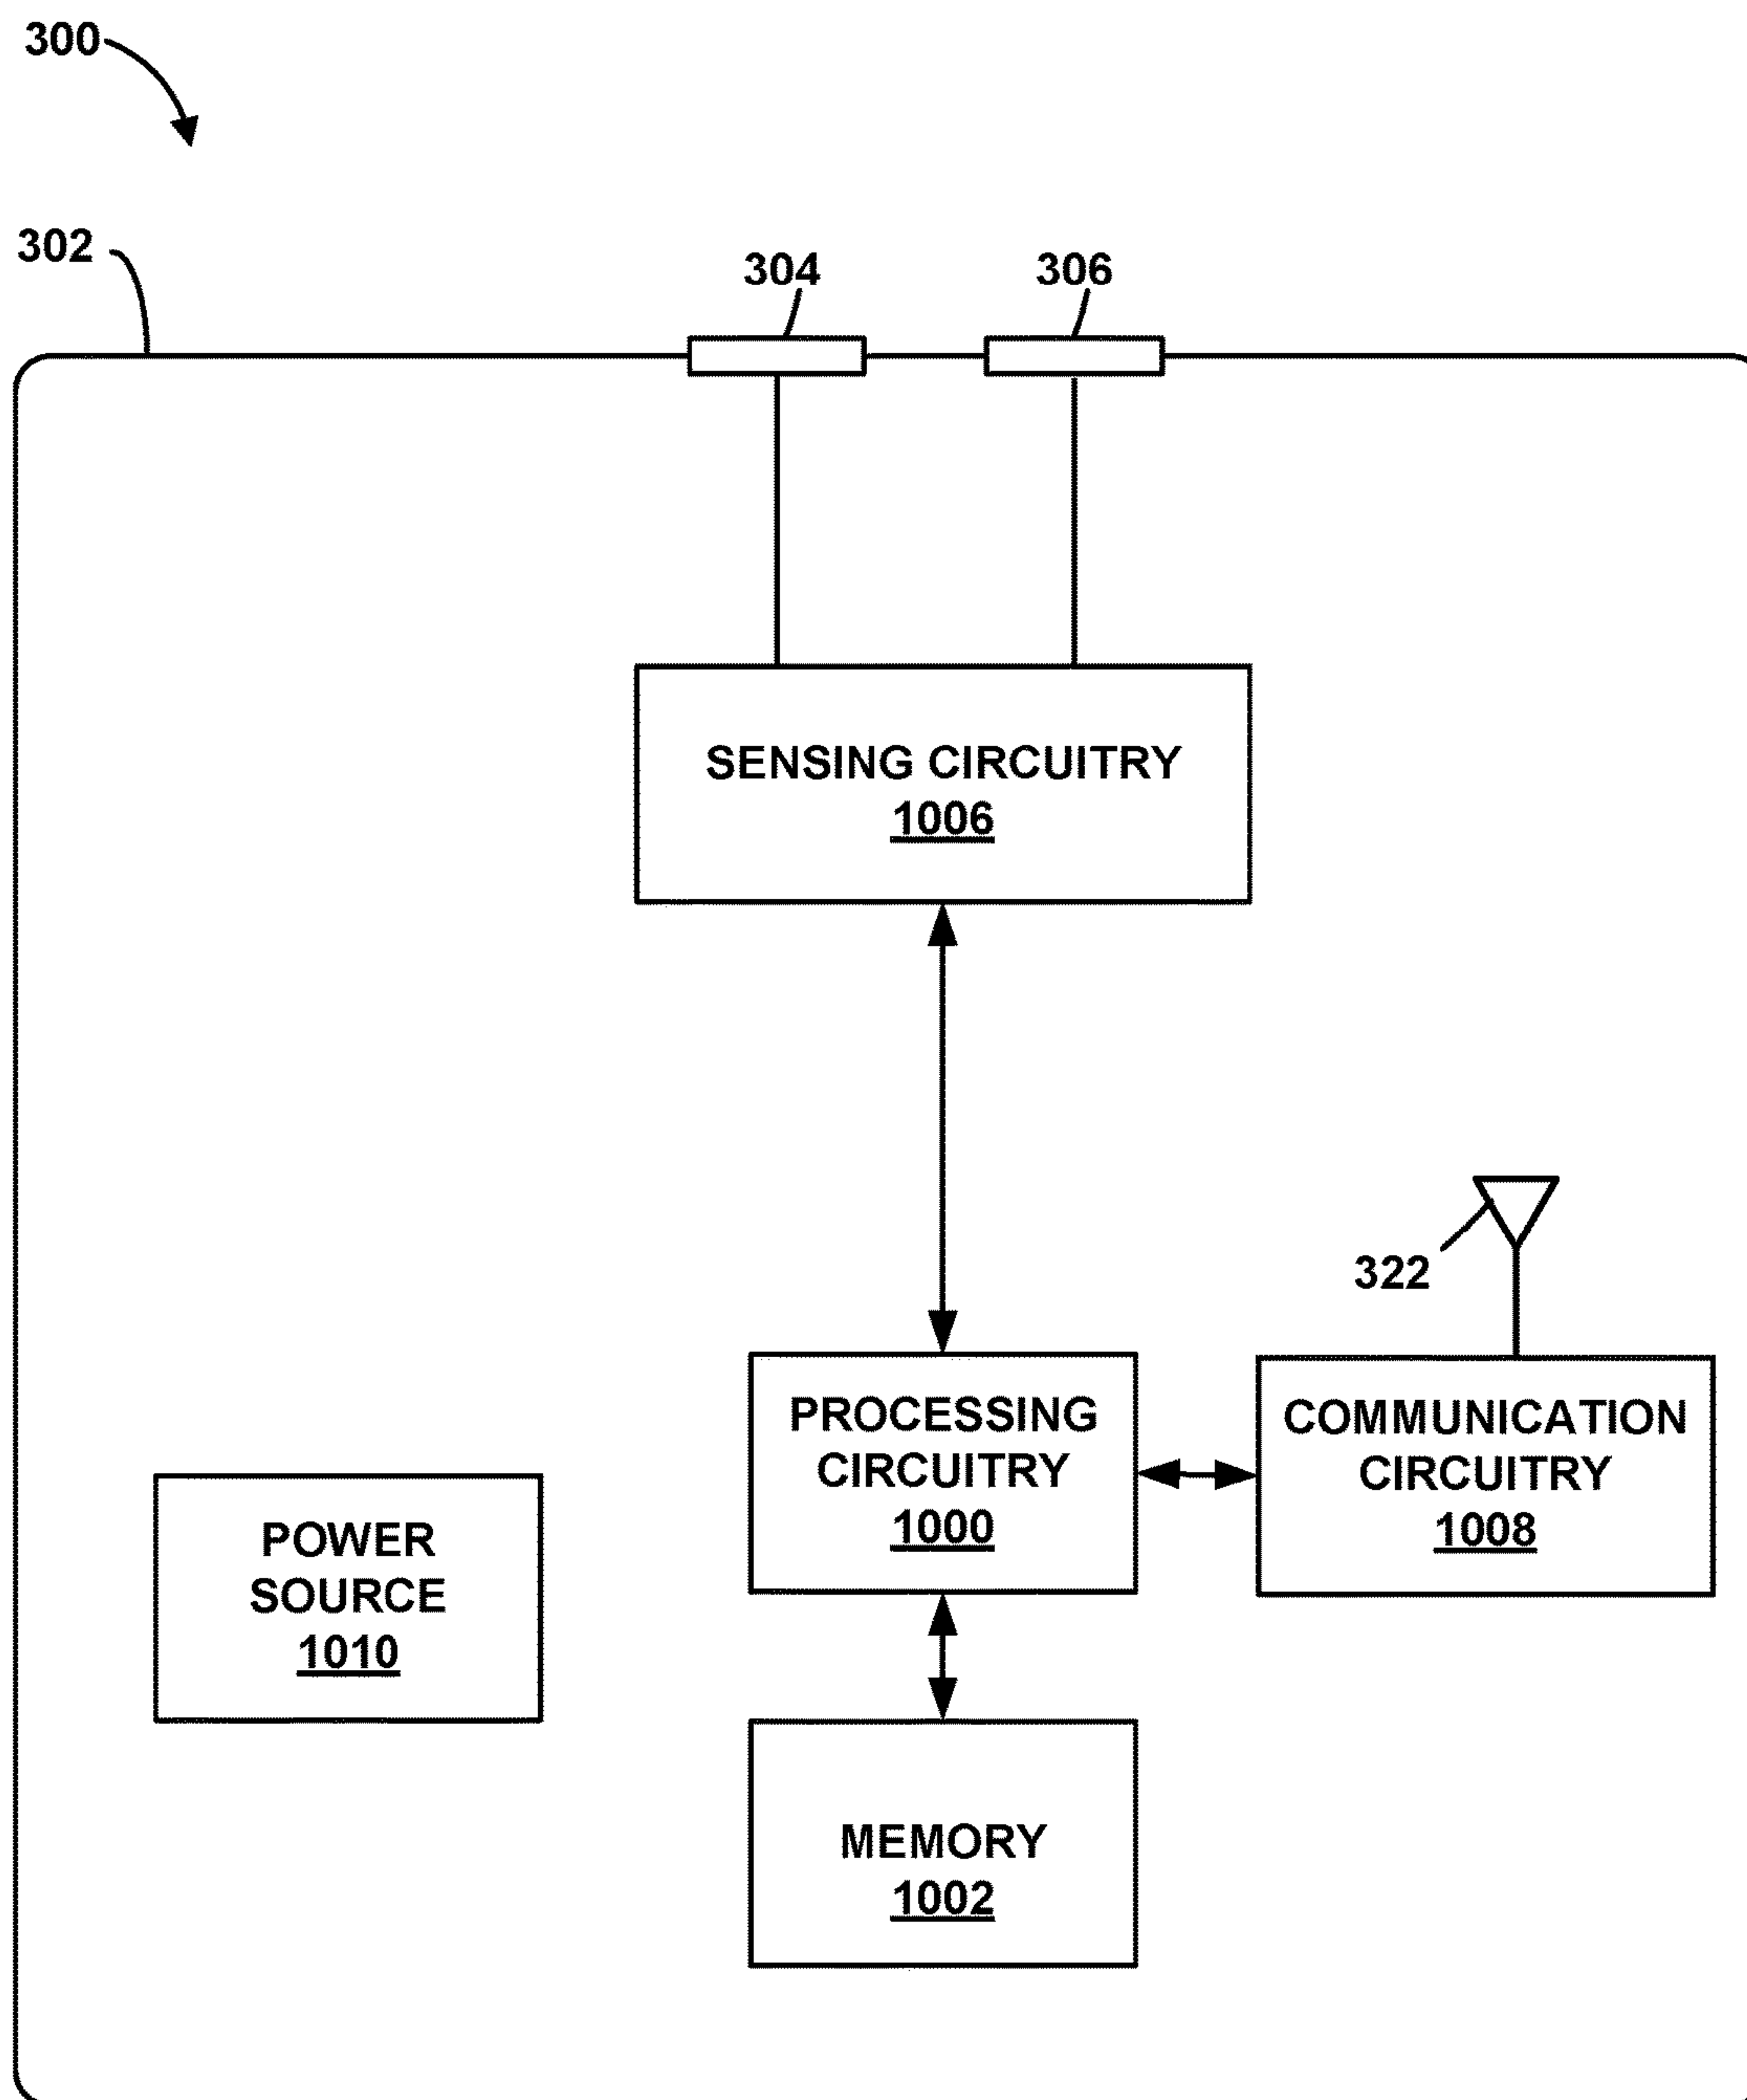 300
302
304
306
SENSING CIRCUITRY
1006
322
PROCESSING
CIRCUITRY
1000
COMMUNICATION
CIRCUITRY
1008
POWER
SOURCE
1010
MEMORY
1002